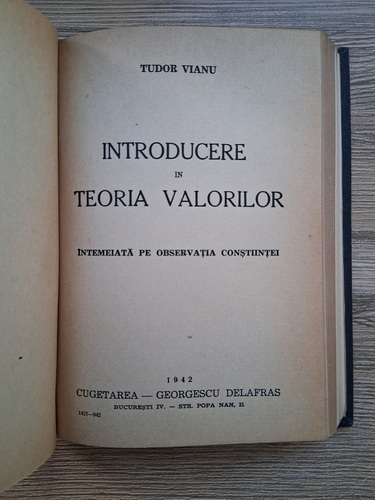 TUDOR VIANU
INTRODUCERE
IN
TEORIA VALORILOR
ÎNTEMEIATĂ PE OBSERVAȚIA CONȘTIINȚEI
1942
CUGETAREA — GEORGESCU DELAFRAS
BUCUREȘTI IV. — STR. POPA NAN, 21
1412—942